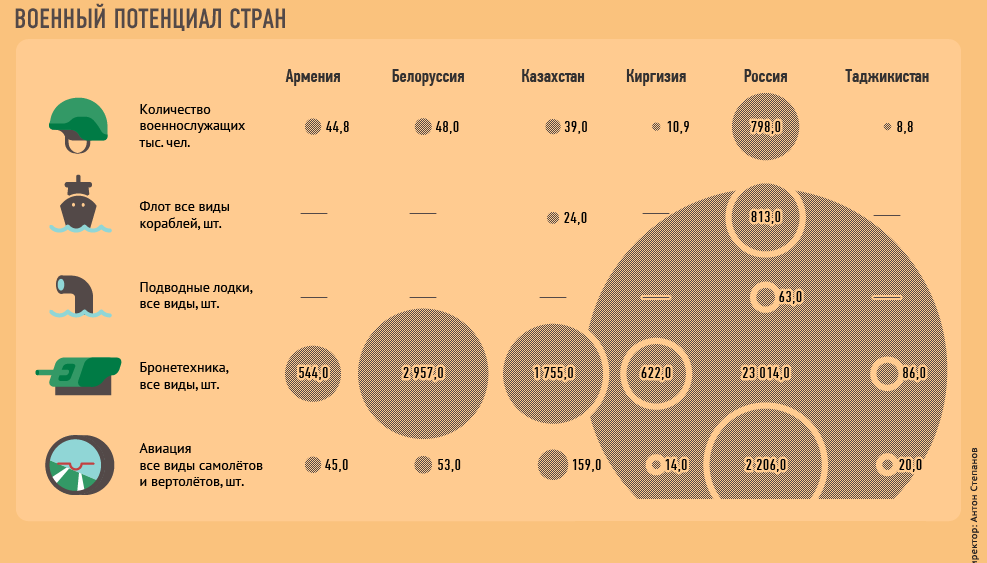 ВОЕННЫЙ ПОТЕНЦИАЛ СТРАН
Армения Белоруссия Казахстан Киргизия Россия Таджикистан
Количество
военнослужащих
тыс. чел.
44,8 48,0 39,0 10,9 798,0 8,8
Флот все виды
кораблей, шт.
— — 24,0 — 813,0 —
Подводные лодки,
все виды, шт.
— — — — 63,0 —
Бронетехника,
все виды, шт.
544,0 2 957,0 1 755,0 622,0 23 014,0 86,0
Авиация
все виды самолётов
и вертолётов, шт.
45,0 53,0 159,0 14,0 2 206,0 20,0
Антон Степанов